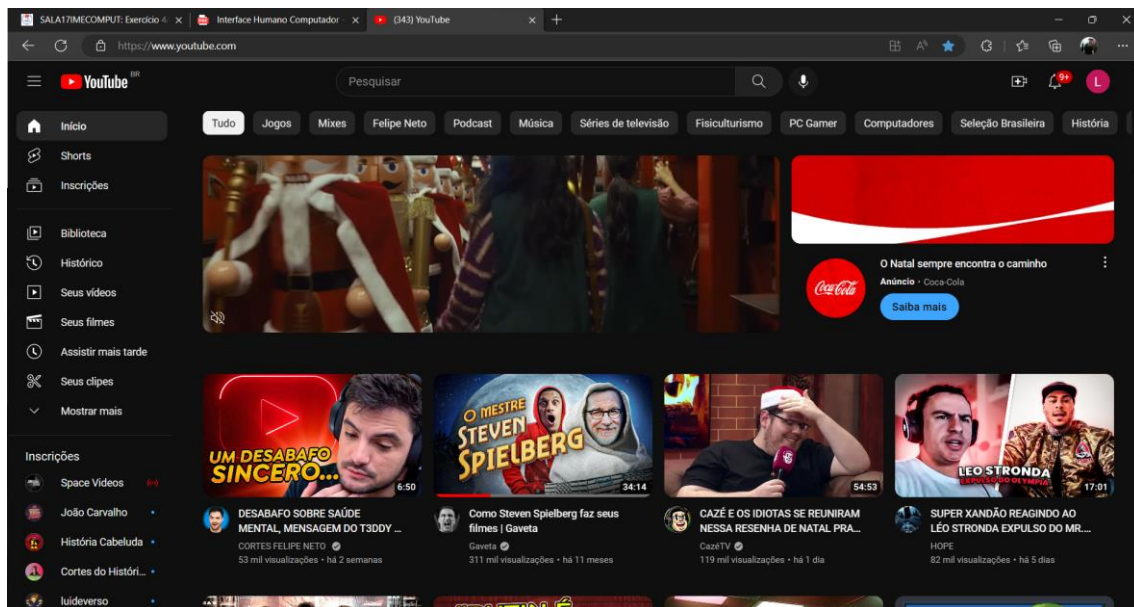 SALA17IMECOMPUT: Exercício 4
Interface Humano Computador
(343) YouTube
https://www.youtube.com
YouTube BR
Pesquisar
9+
L
Tudo
Jogos
Mixes
Felipe Neto
Podcast
Música
Séries de televisão
Fisiculturismo
PC Gamer
Computadores
Seleção Brasileira
História
Início
Shorts
Inscrições
Biblioteca
Histórico
Seus vídeos
Seus filmes
Assistir mais tarde
Seus clipes
Mostrar mais
Inscrições
Space Videos
João Carvalho
História Cabeluda
Cortes do Históri...
luideverso
Coca-Cola
O Natal sempre encontra o caminho
Anúncio · Coca-Cola
Saiba mais
UM DESABAFO
SINCERO...
6:50
DESABAFO SOBRE SAÚDE
MENTAL, MENSAGEM DO T3DDY ...
CORTES FELIPE NETO
53 mil visualizações • há 2 semanas
O MESTRE
STEVEN
SPIELBERG
34:14
Como Steven Spielberg faz seus
filmes | Gaveta
Gaveta
311 mil visualizações • há 11 meses
54:53
CAZÉ E OS IDIOTAS SE REUNIRAM
NESSA RESENHA DE NATAL PRA...
CazéTV
119 mil visualizações • há 1 dia
LEO STRONDA
EXPULSO DO OLYMPIA
17:01
SUPER XANDÃO REAGINDO AO
LÉO STRONDA EXPULSO DO MR....
HOPE
82 mil visualizações • há 5 dias